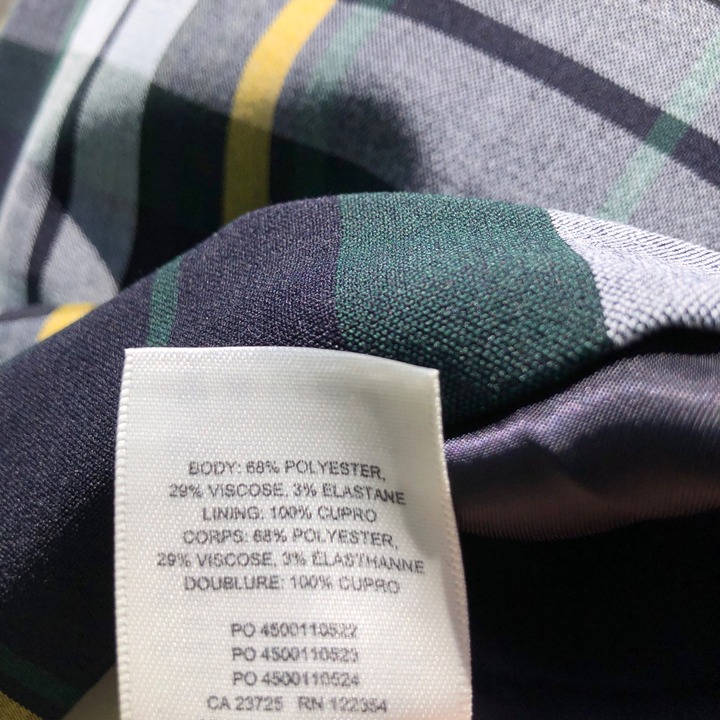 BODY: 68% POLYESTER,
29% VISCOSE, 3% ELASTANE
LINING: 100% CUPRO
CORPS: 68% POLYESTER,
29% VISCOSE, 3% ÉLASTHANNE
DOUBLURE: 100% CUPRO
PO 4500110522
PO 4500110523
PO 4500110524
CA 23725 RN 122354